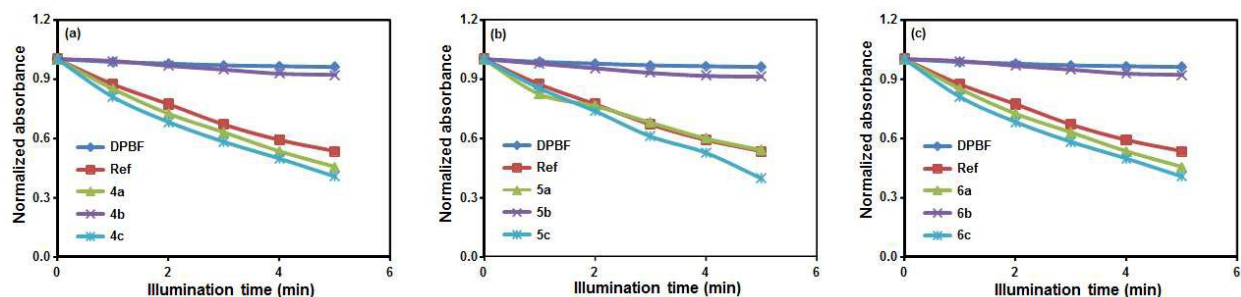 (a)
Normalized absorbance
1.2
0.9
0.6
0.3
0.0
DPBF
Ref
4a
4b
4c
0 2 4 6
Illumination time (min)
(b)
Normalized absorbance
1.2
0.9
0.6
0.3
0.0
DPBF
Ref
5a
5b
5c
0 2 4 6
Illumination time (min)
(c)
Normalized absorbance
1.2
0.9
0.6
0.3
0.0
DPBF
Ref
6a
6b
6c
0 2 4 6
Illumination time (min)